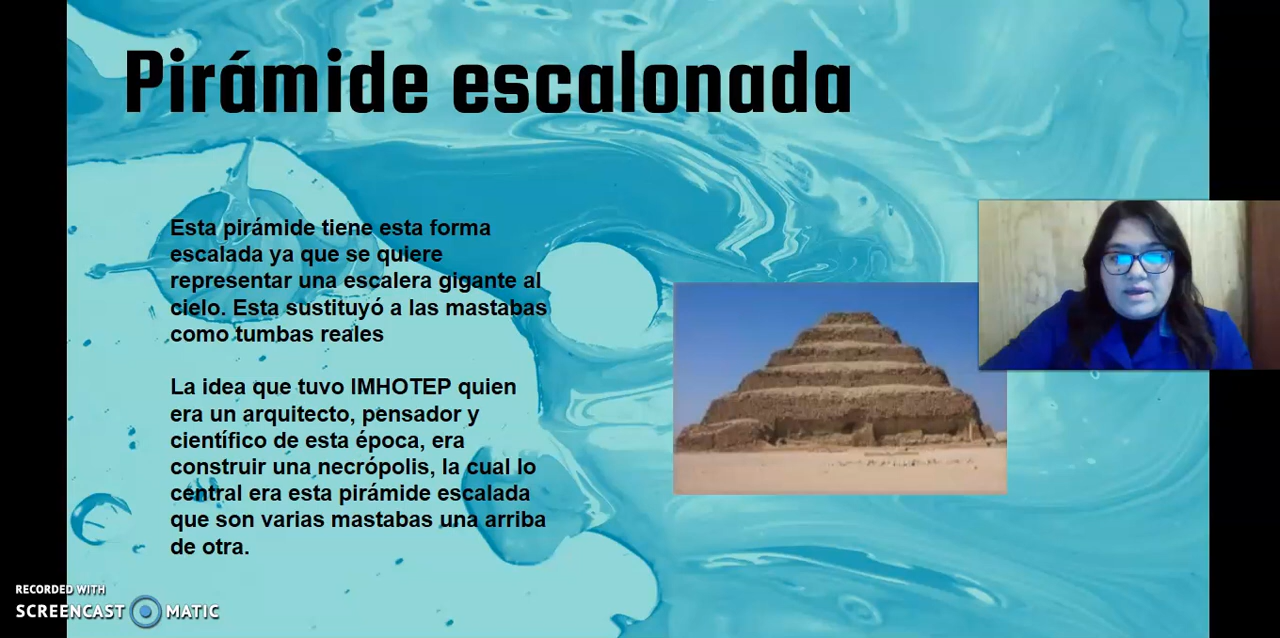 Pirámide escalonada
Esta pirámide tiene esta forma
escalada ya que se quiere
representar una escalera gigante al
cielo. Esta sustituyó a las mastabas
como tumbas reales
La idea que tuvo IMHOTEP quien
era un arquitecto, pensador y
científico de esta época, era
construir una necrópolis, la cual lo
central era esta pirámide escalada
que son varias mastabas una arriba
de otra.
RECORDED WITH
SCREENCAST MATIC